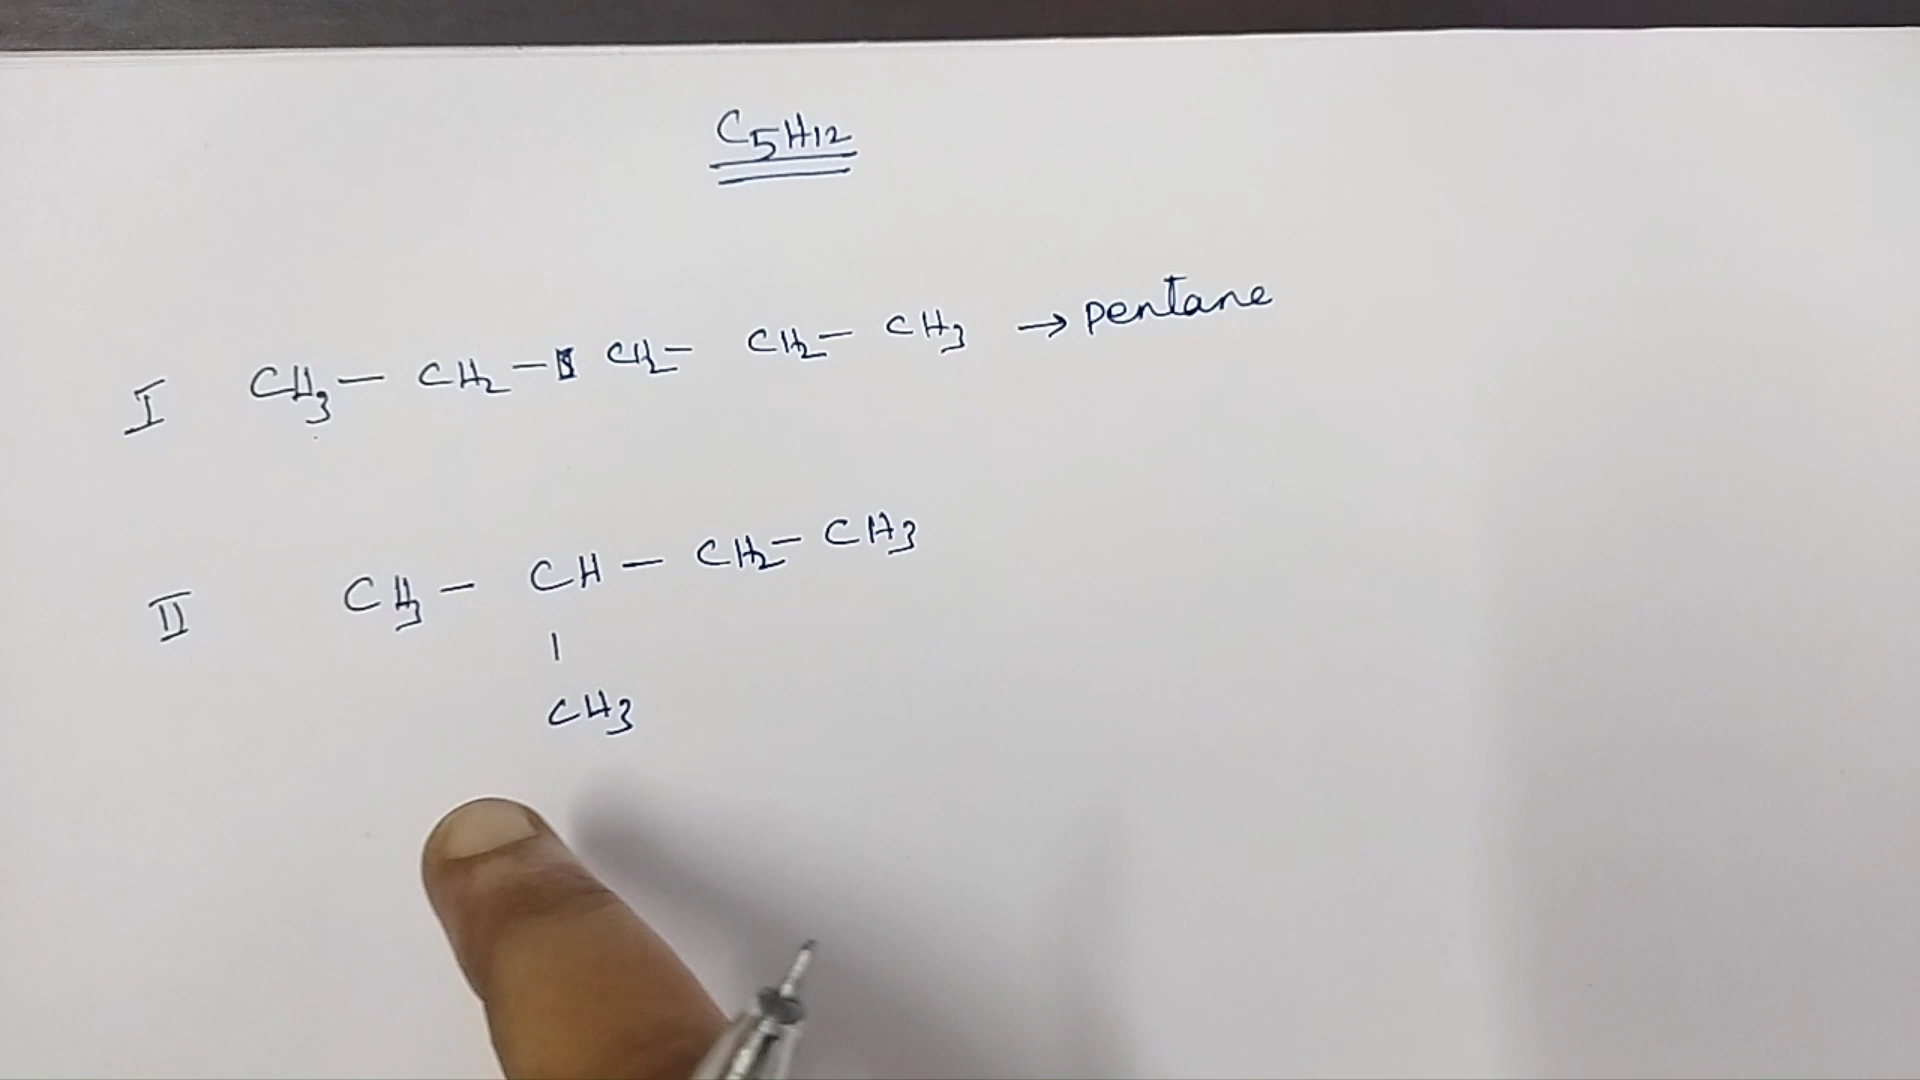 C5H12
I CH3 — CH2 — CH2 — CH2 — CH3 → pentane
II CH3 — CH — CH2 — CH3
|
CH3